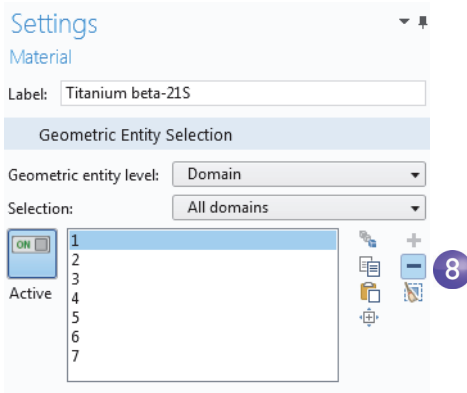 Settings
Material
Label: Titanium beta-21S
Geometric Entity Selection
Geometric entity level: Domain
Selection: All domains
ON 1
2
3
Active 4
5
6
7
8